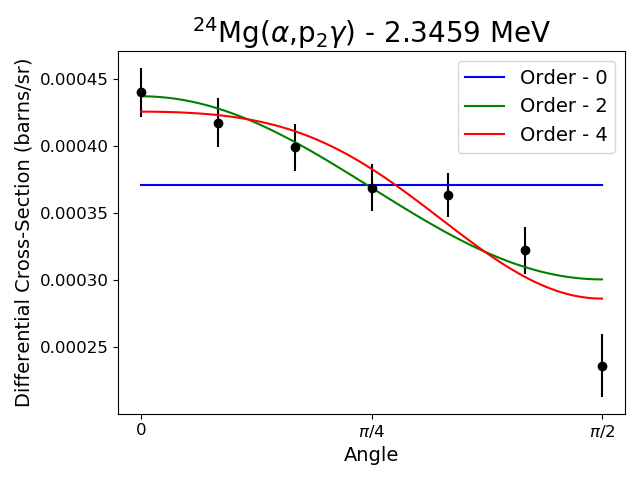 ²⁴Mg(α,p₂γ) - 2.3459 MeV
Order - 0
Order - 2
Order - 4
Differential Cross-Section (barns/sr)
0.00045
0.00040
0.00035
0.00030
0.00025
0
π/4
π/2
Angle